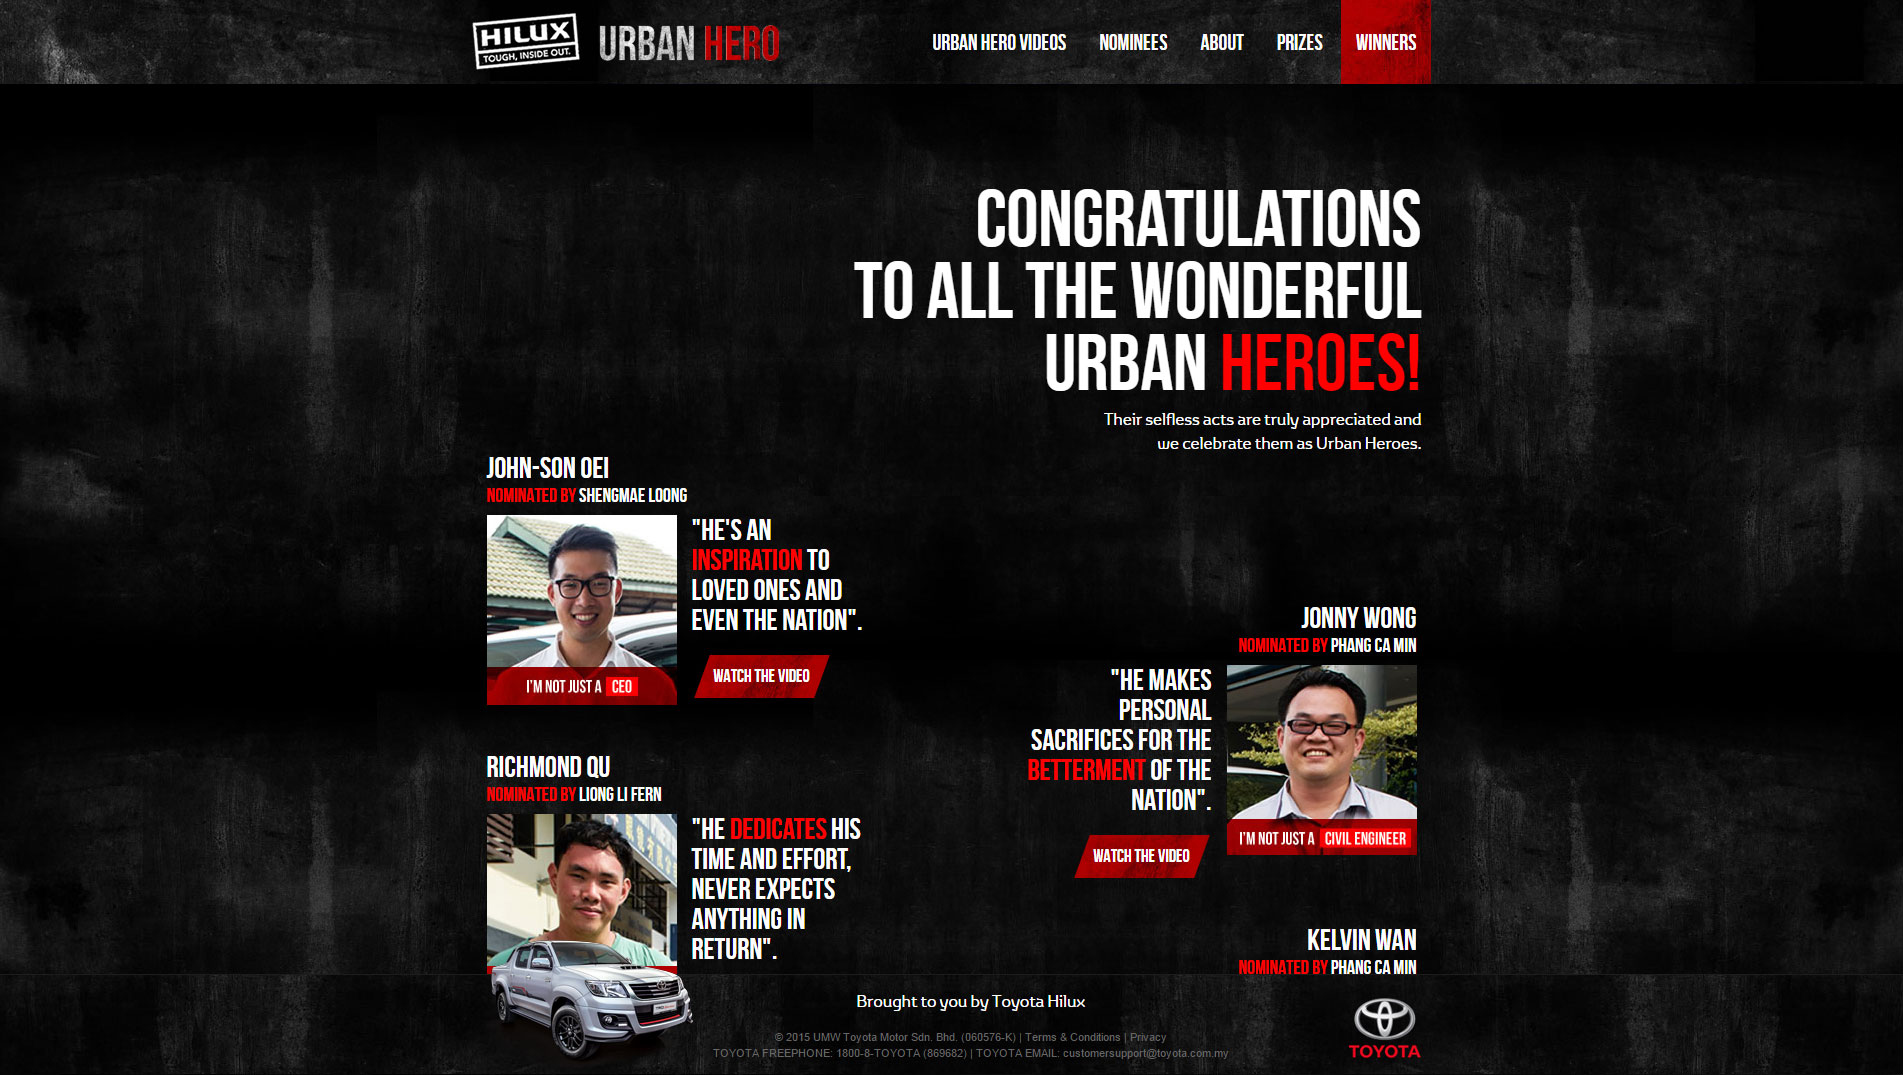 HILUX
TOUGH, INSIDE OUT.
URBAN HERO
URBAN HERO VIDEOS
NOMINEES
ABOUT
PRIZES
WINNERS
CONGRATULATIONS
TO ALL THE WONDERFUL
URBAN HEROES!
Their selfless acts are truly appreciated and
we celebrate them as Urban Heroes.
JOHN-SON OEI
NOMINATED BY SHENGMAE LOONG
"HE'S AN
INSPIRATION TO
LOVED ONES AND
EVEN THE NATION".
I'M NOT JUST A CEO
WATCH THE VIDEO
JONNY WONG
NOMINATED BY PHANG CA MIN
"HE MAKES
PERSONAL
SACRIFICES FOR THE
BETTERMENT OF THE
NATION".
I'M NOT JUST A CIVIL ENGINEER
WATCH THE VIDEO
RICHMOND QU
NOMINATED BY LIONG LI FERN
"HE DEDICATES HIS
TIME AND EFFORT,
NEVER EXPECTS
ANYTHING IN
RETURN".
KELVIN WAN
NOMINATED BY PHANG CA MIN
Brought to you by Toyota Hilux
© 2015 UMW Toyota Motor Sdn. Bhd. (060576-K) | Terms & Conditions | Privacy
TOYOTA FREEPHONE: 1800-8-TOYOTA (869682) | TOYOTA EMAIL: customersupport@toyota.com.my
TOYOTA